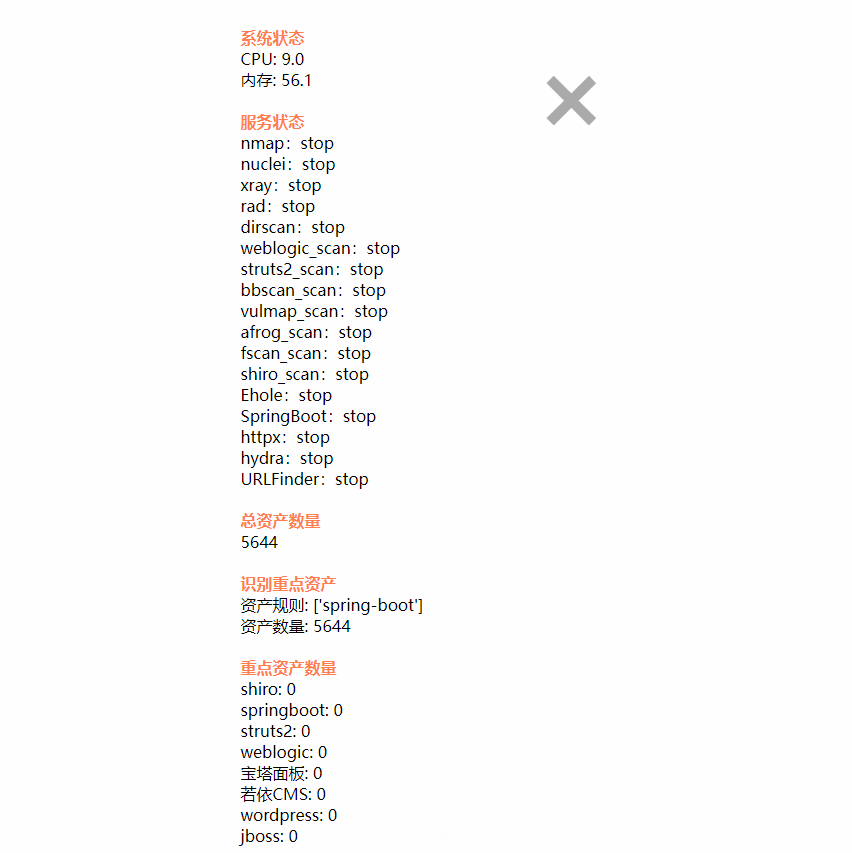 系统状态
CPU: 9.0
内存: 56.1
服务状态
nmap：stop
nuclei：stop
xray：stop
rad：stop
dirscan：stop
weblogic_scan：stop
struts2_scan：stop
bbscan_scan：stop
vulmap_scan：stop
afrog_scan：stop
fscan_scan：stop
shiro_scan：stop
Ehole：stop
SpringBoot：stop
httpx：stop
hydra：stop
URLFinder：stop
总资产数量
5644
识别重点资产
资产规则: ['spring-boot']
资产数量: 5644
重点资产数量
shiro: 0
springboot: 0
struts2: 0
weblogic: 0
宝塔面板: 0
若依CMS: 0
wordpress: 0
jboss: 0